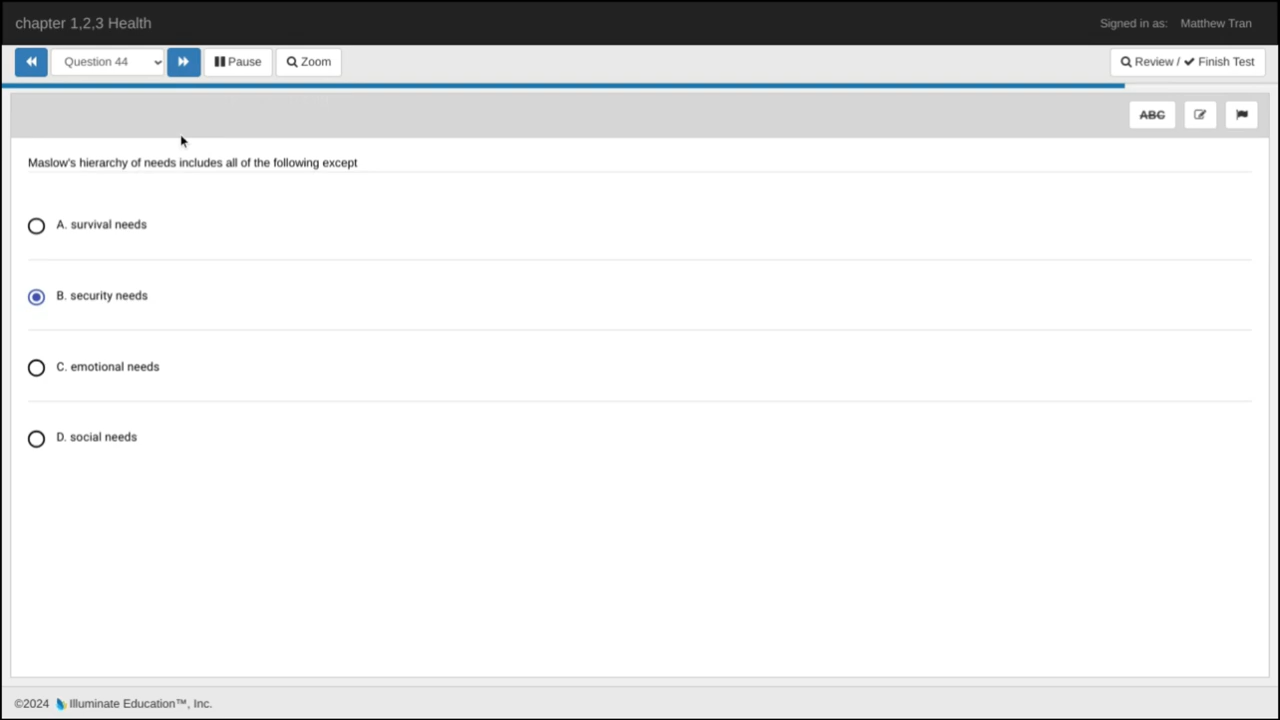 chapter 1,2,3 Health
Signed in as: Matthew Tran
Question 44
Pause
Zoom
Review / Finish Test
ABC
Maslow's hierarchy of needs includes all of the following except
A. survival needs
B. security needs
C. emotional needs
D. social needs
©2024 Illuminate Education™, Inc.